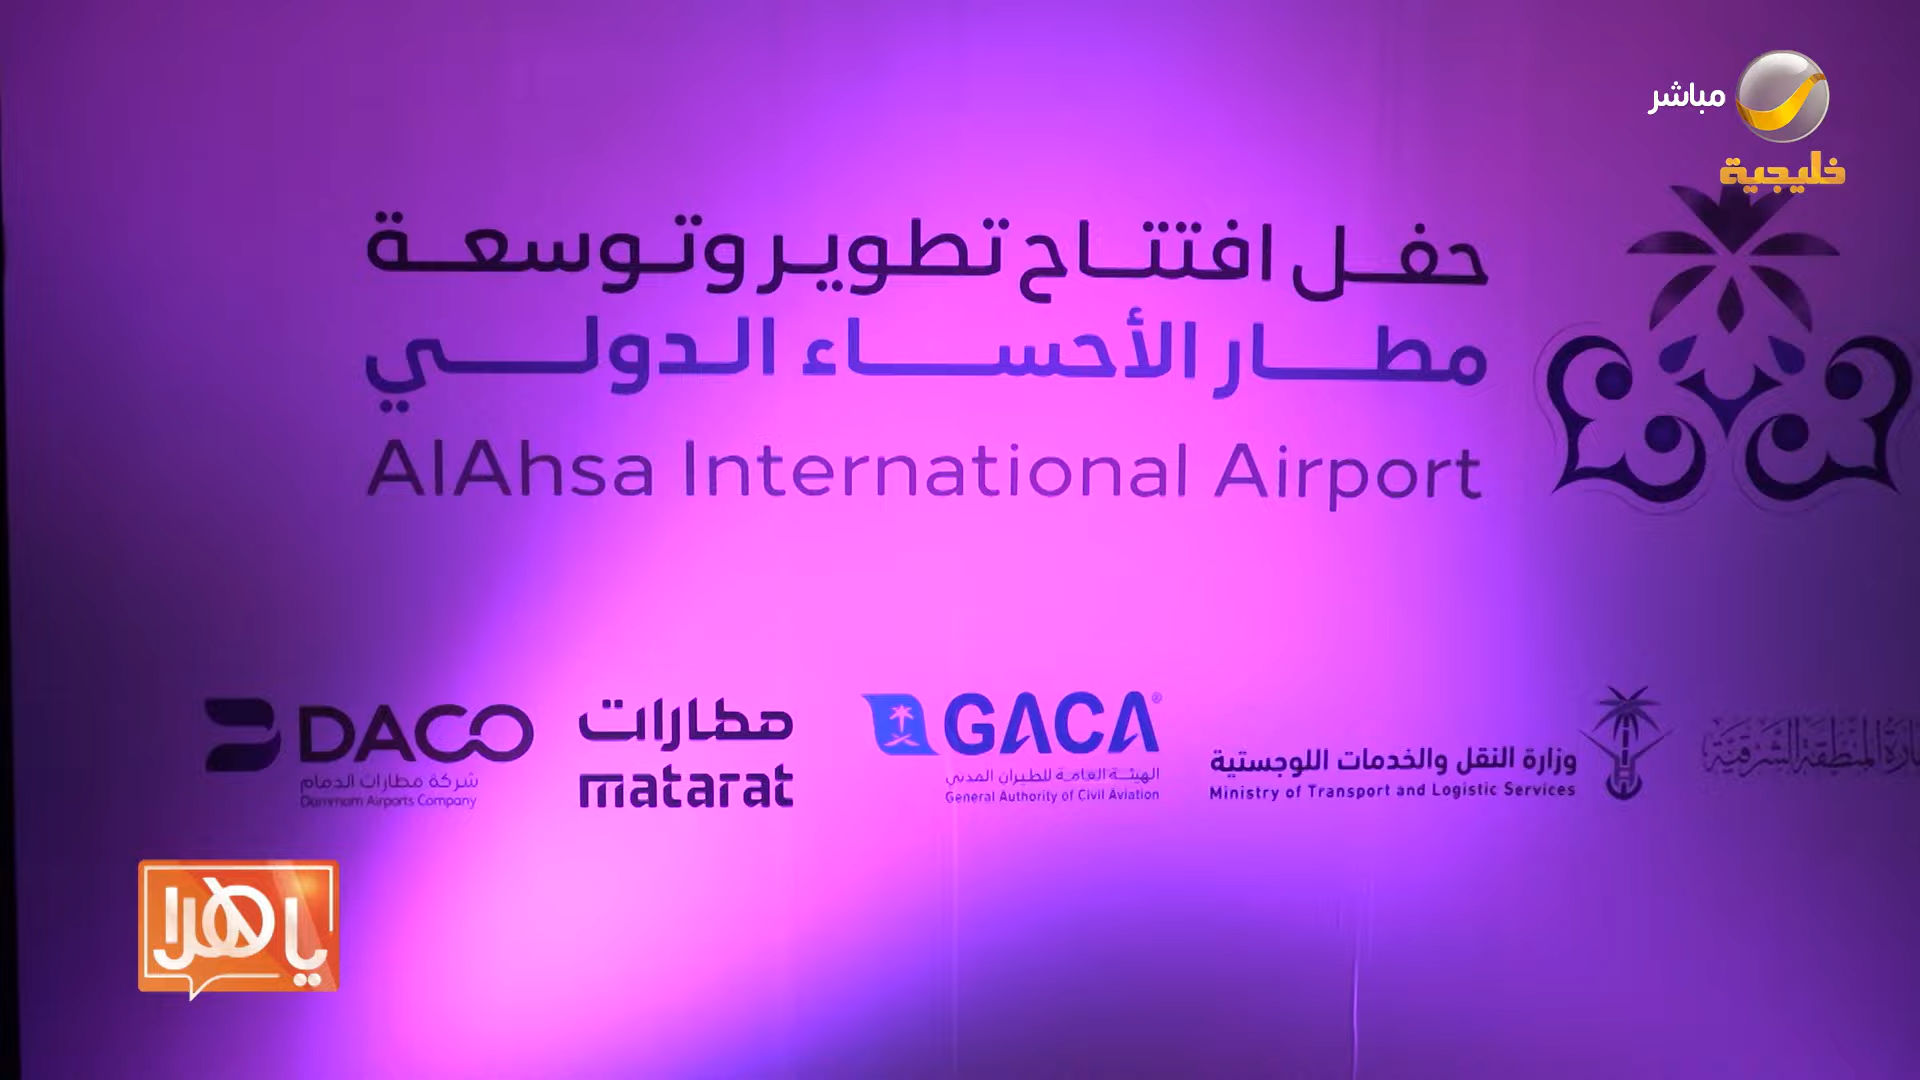 مباشر
خليجية
حفل افتتاح تطوير وتوسعة
مطار الأحساء الدولي
AlAhsa International Airport
DACO
شركة مطارات الدمام
Dammam Airports Company
مطارات
matarat
GACA®
الهيئة العامة للطيران المدني
General Authority of Civil Aviation
وزارة النقل والخدمات اللوجستية
Ministry of Transport and Logistic Services
المنطقة الشرقية
يا هلا